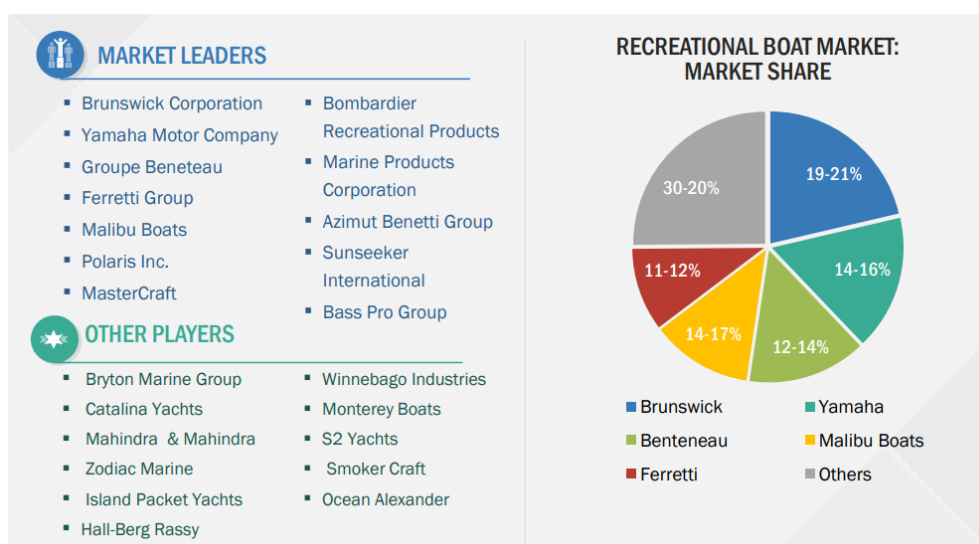 MARKET LEADERS
▪ Brunswick Corporation
▪ Yamaha Motor Company
▪ Groupe Beneteau
▪ Ferretti Group
▪ Malibu Boats
▪ Polaris Inc.
▪ MasterCraft
▪ Bombardier
Recreational Products
▪ Marine Products
Corporation
▪ Azimut Benetti Group
▪ Sunseeker
International
▪ Bass Pro Group
OTHER PLAYERS
▪ Bryton Marine Group
▪ Catalina Yachts
▪ Mahindra & Mahindra
▪ Zodiac Marine
▪ Island Packet Yachts
▪ Hall-Berg Rassy
▪ Winnebago Industries
▪ Monterey Boats
▪ S2 Yachts
▪ Smoker Craft
▪ Ocean Alexander
RECREATIONAL BOAT MARKET:
MARKET SHARE
19-21%
14-16%
12-14%
14-17%
11-12%
30-20%
Brunswick
Yamaha
Benteneau
Malibu Boats
Ferretti
Others